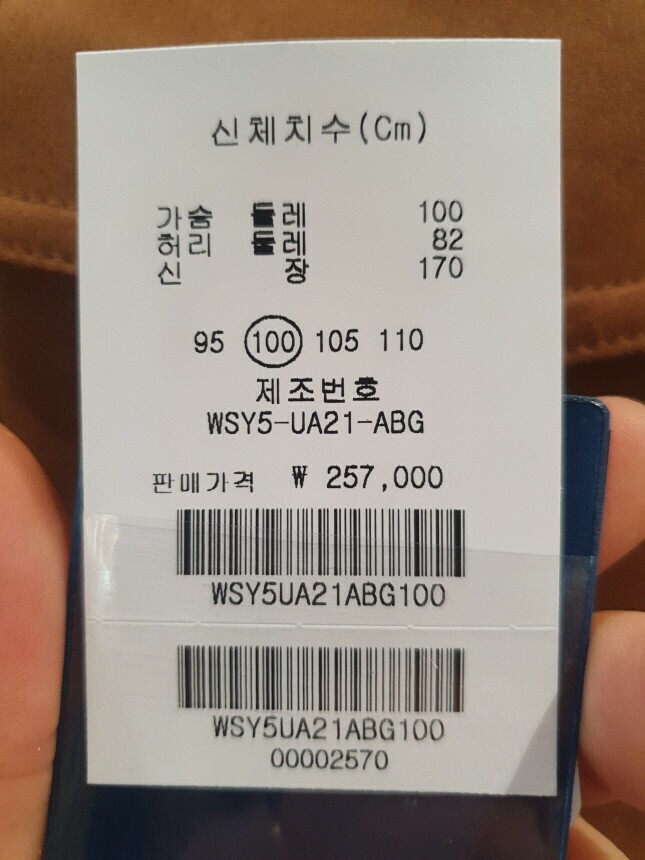 신체치수(Cm)
가슴 둘레 100
허리 둘레 82
신 장 170
95 100 105 110
제조번호
WSY5-UA21-ABG
판매가격 ₩ 257,000
WSY5UA21ABG100
WSY5UA21ABG100
00002570